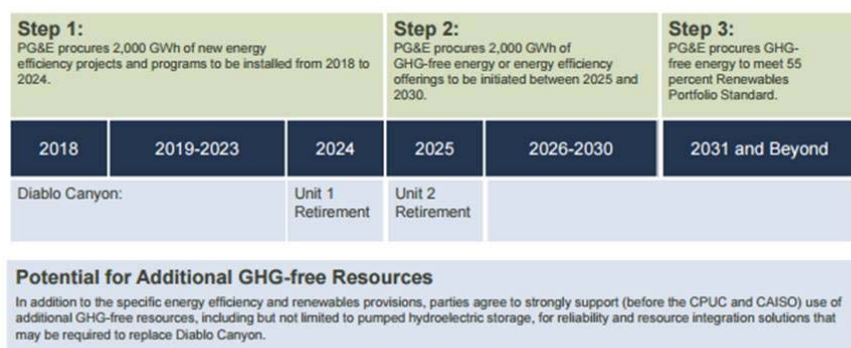 Step 1:
PG&E procures 2,000 GWh of new energy
efficiency projects and programs to be installed from 2018 to
2024.
Step 2:
PG&E procures 2,000 GWh of
GHG-free energy or energy efficiency
offerings to be initiated between 2025 and
2030.
Step 3:
PG&E procures GHG-
free energy to meet 55
percent Renewables
Portfolio Standard.
2018
2019-2023
2024
2025
2026-2030
2031 and Beyond
Diablo Canyon:
Unit 1
Retirement
Unit 2
Retirement
Potential for Additional GHG-free Resources
In addition to the specific energy efficiency and renewables provisions, parties agree to strongly support (before the CPUC and CAISO) use of
additional GHG-free resources, including but not limited to pumped hydroelectric storage, for reliability and resource integration solutions that
may be required to replace Diablo Canyon.